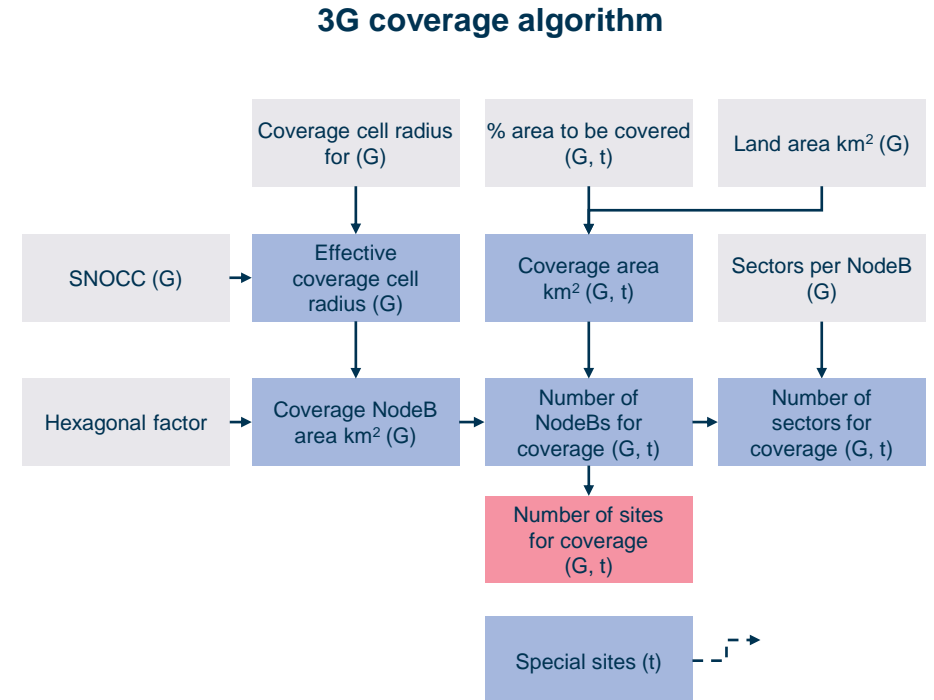 3G coverage algorithm
Coverage cell radius
for (G)
% area to be covered
(G, t)
Land area km² (G)
SNOCC (G)
Effective
coverage cell
radius (G)
Coverage area
km² (G, t)
Sectors per NodeB
(G)
Hexagonal factor
Coverage NodeB
area km² (G)
Number of
NodeBs for
coverage (G, t)
Number of
sectors for
coverage (G, t)
Number of sites
for coverage
(G, t)
Special sites (t)